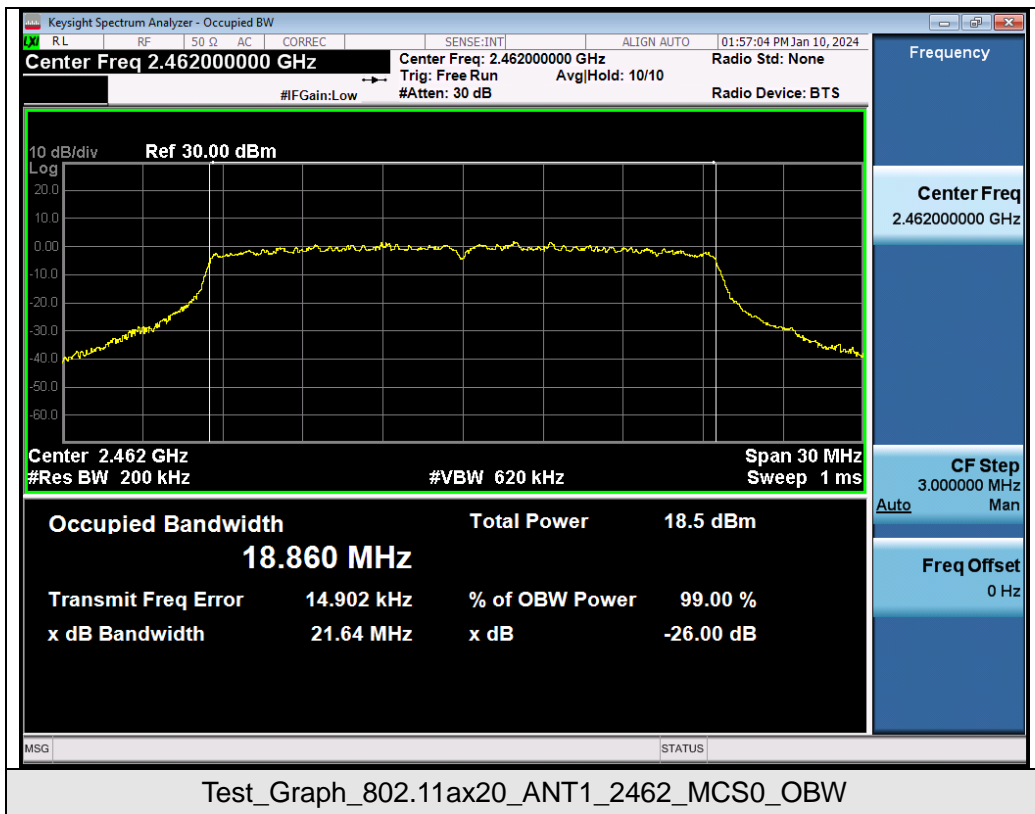 Keysight Spectrum Analyzer - Occupied BW
LXI RL RF 50 Ω AC CORREC SENSE:INT ALIGN AUTO 01:57:04 PM Jan 10, 2024
Center Freq 2.462000000 GHz
Center Freq: 2.462000000 GHz Radio Std: None
Trig: Free Run Avg|Hold: 10/10
#IFGain:Low #Atten: 30 dB Radio Device: BTS
Frequency
10 dB/div Ref 30.00 dBm
Log
20.0
10.0
0.00
-10.0
-20.0
-30.0
-40.0
-50.0
-60.0
Center 2.462 GHz Span 30 MHz
#Res BW 200 kHz #VBW 620 kHz Sweep 1 ms
Center Freq
2.462000000 GHz
CF Step
3.000000 MHz
Auto Man
Freq Offset
0 Hz
Occupied Bandwidth Total Power 18.5 dBm
18.860 MHz
Transmit Freq Error 14.902 kHz % of OBW Power 99.00 %
x dB Bandwidth 21.64 MHz x dB -26.00 dB
MSG STATUS
Test_Graph_802.11ax20_ANT1_2462_MCS0_OBW